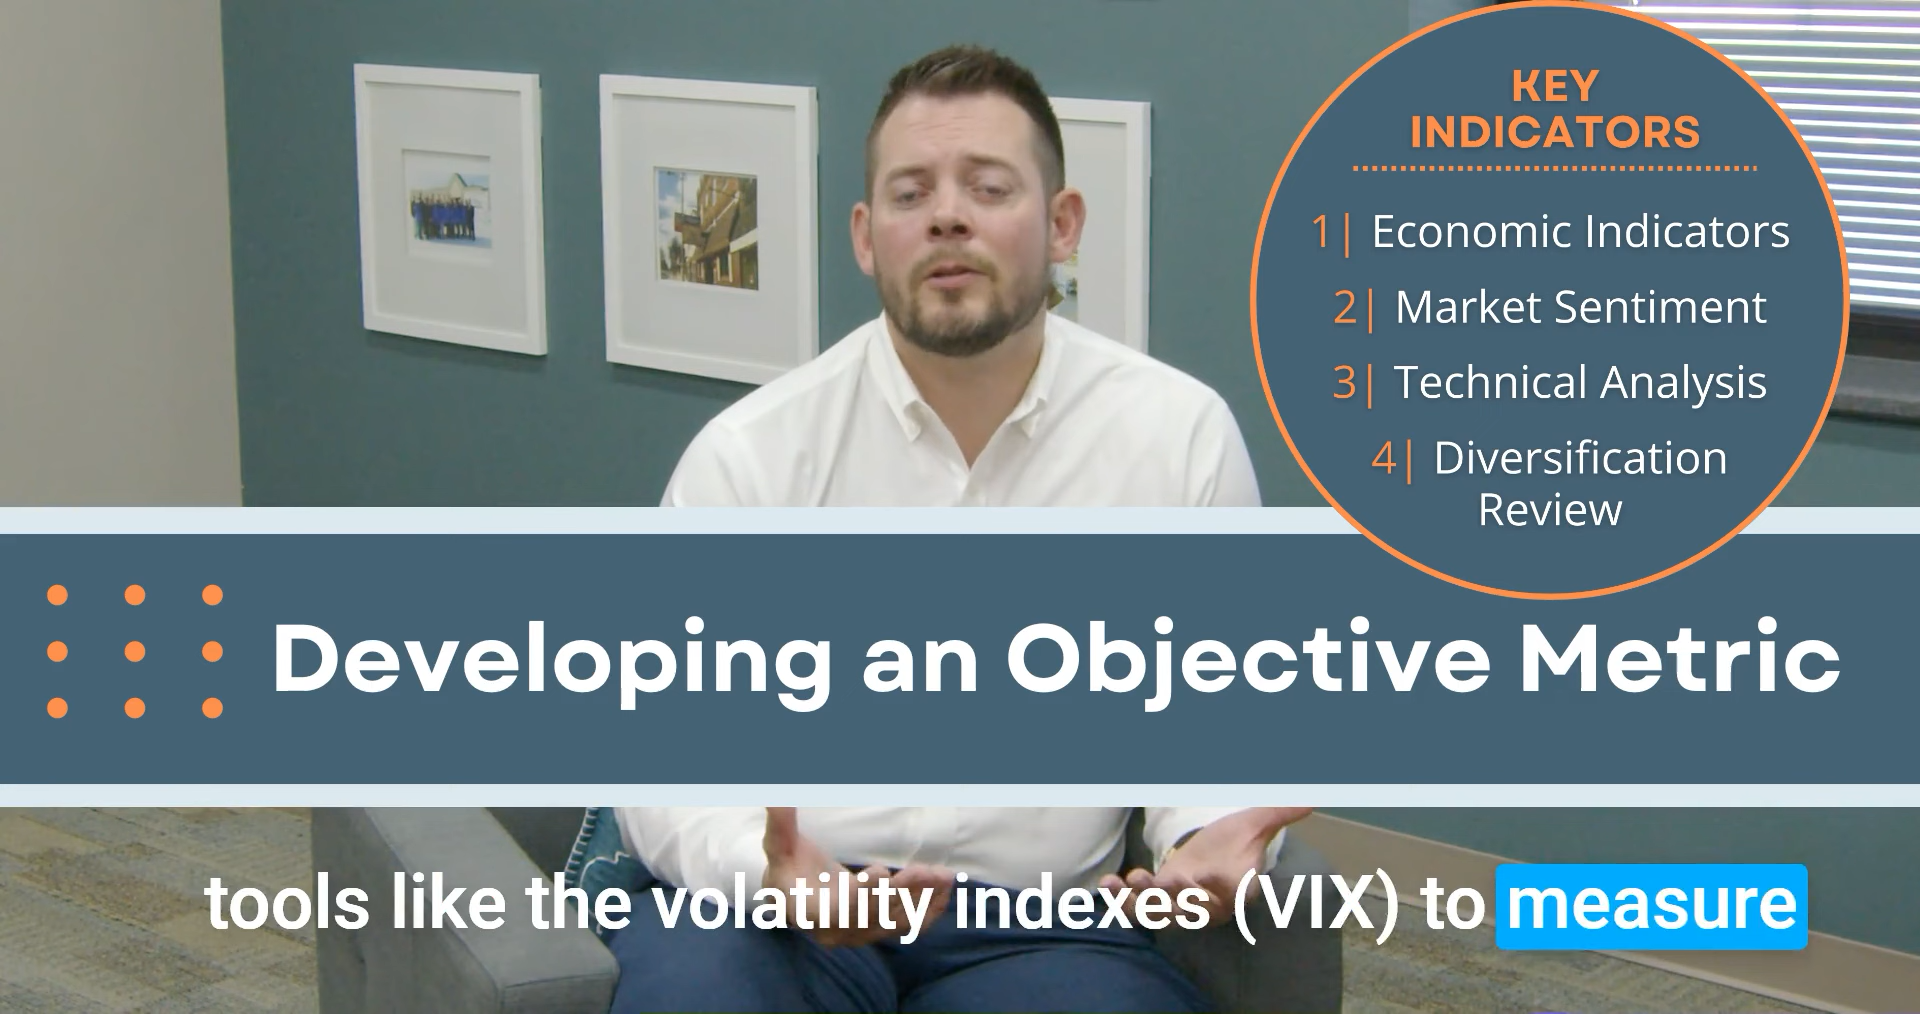 KEY
INDICATORS
1| Economic Indicators
2| Market Sentiment
3| Technical Analysis
4| Diversification
Review
Developing an Objective Metric
tools like the volatility indexes (VIX) to measure